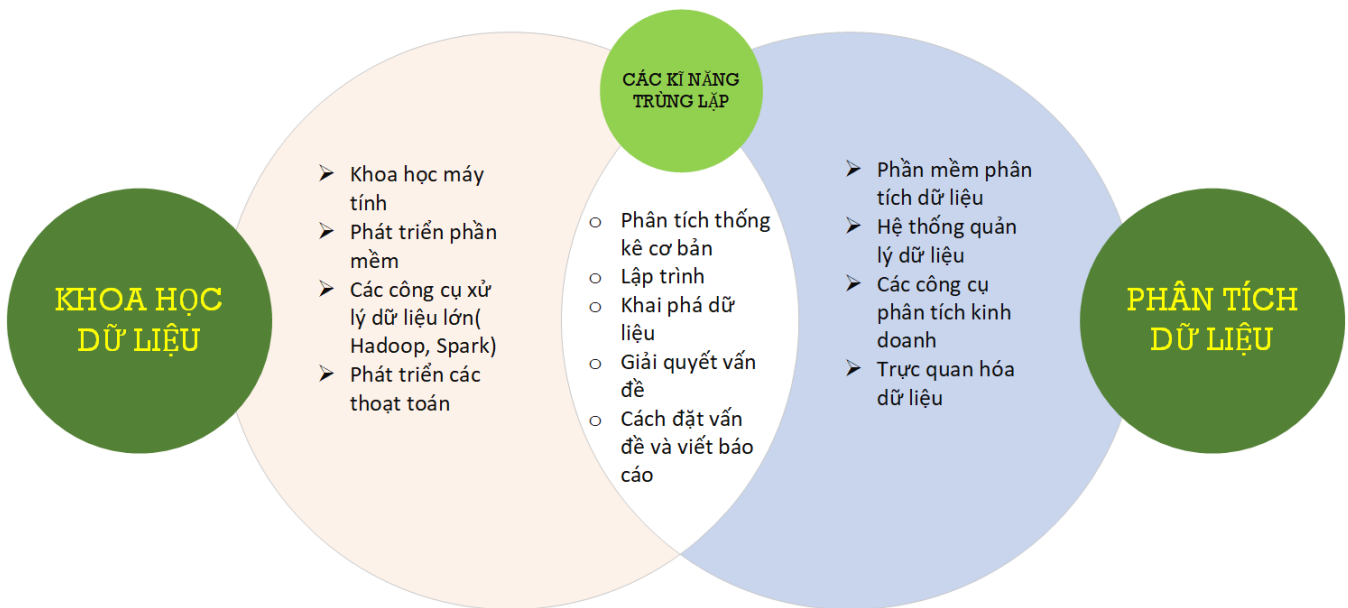 CÁC KĨ NĂNG
TRÙNG LẶP
KHOA HỌC
DỮ LIỆU
➢ Khoa học máy
tính
➢ Phát triển phần
mềm
➢ Các công cụ xử
lý dữ liệu lớn(
Hadoop, Spark)
➢ Phát triển các
thoạt toán
o Phân tích thống
kê cơ bản
o Lập trình
o Khai phá dữ
liệu
o Giải quyết vấn
đề
o Cách đặt vấn
đề và viết báo
cáo
➢ Phần mềm phân
tích dữ liệu
➢ Hệ thống quản
lý dữ liệu
➢ Các công cụ
phân tích kinh
doanh
➢ Trực quan hóa
dữ liệu
PHÂN TÍCH
DỮ LIỆU